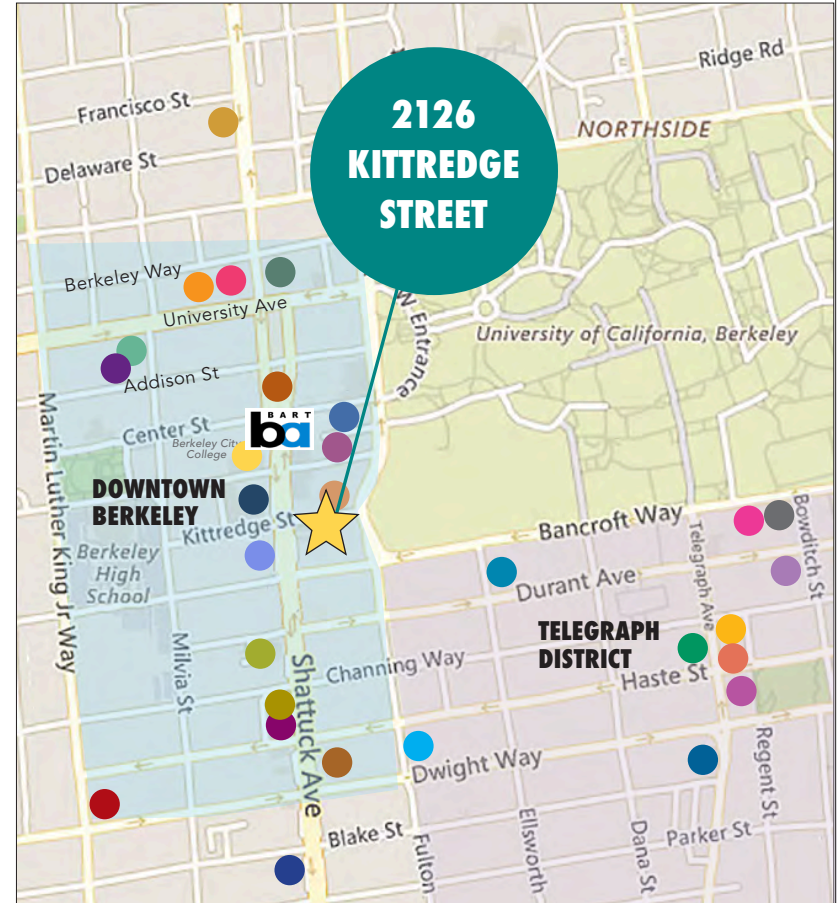 Ridge Rd
Francisco St
2126
KITTREDGE
STREET
NORTHSIDE
Delaware St
Berkeley Way
University Ave
N. Entrance
University of California, Berkeley
Addison St
Martin Luther King Jr Way
Center St
BART
ba
Berkeley City
College
DOWNTOWN
BERKELEY
Kittredge St
Bancroft Way
Bowditch St
Telegraph Ave
Berkeley
High
School
Durant Ave
TELEGRAPH
DISTRICT
Milvia St
Shattuck Ave
Channing Way
Haste St
Dwight Way
Regent St
Blake St
Fulton
Ellsworth
Dana St
Parker St